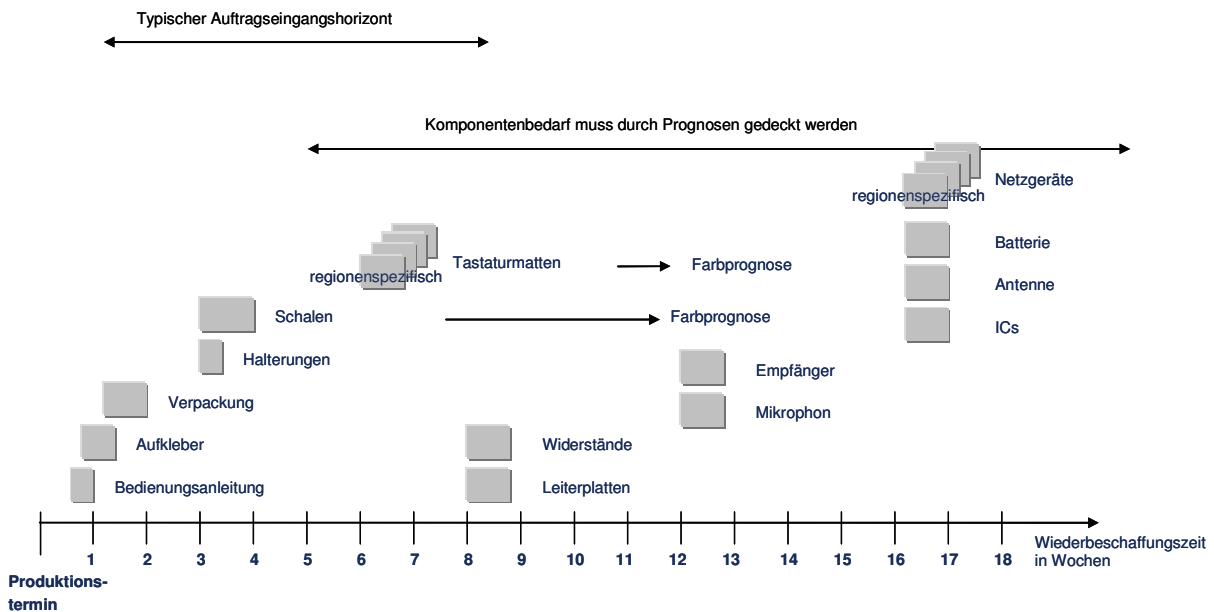 Typischer Auftragseingangshorizont
Komponentenbedarf muss durch Prognosen gedeckt werden
Netzgeräte
regionenspezifisch
Batterie
Tastaturmatten
Farbprognose
regionenspezifisch
Antenne
Schalen
Farbprognose
ICs
Halterungen
Empfänger
Verpackung
Mikrophon
Aufkleber
Widerstände
Bedienungsanleitung
Leiterplatten
1 2 3 4 5 6 7 8 9 10 11 12 13 14 15 16 17 18
Wiederbeschaffungszeit
in Wochen
Produktions-
termin